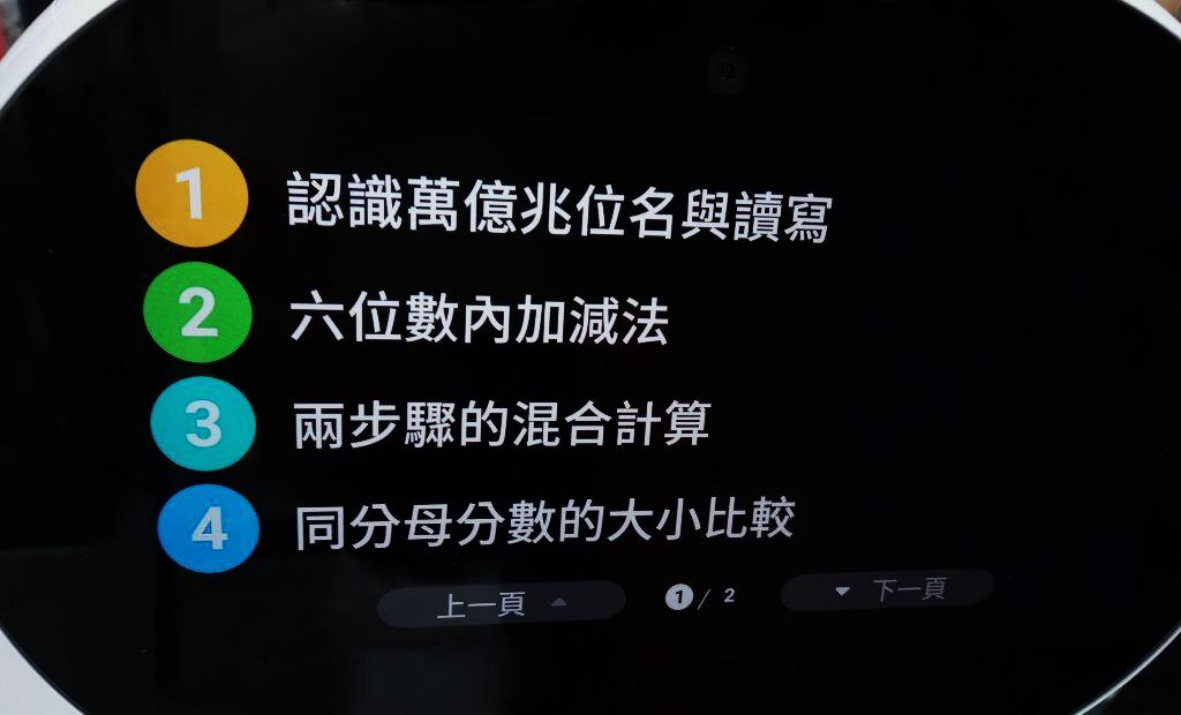 1 認識萬億兆位名與讀寫
2 六位數內加減法
3 兩步驟的混合計算
4 同分母分數的大小比較
上一頁 ▲ 1 / 2 ▼ 下一頁